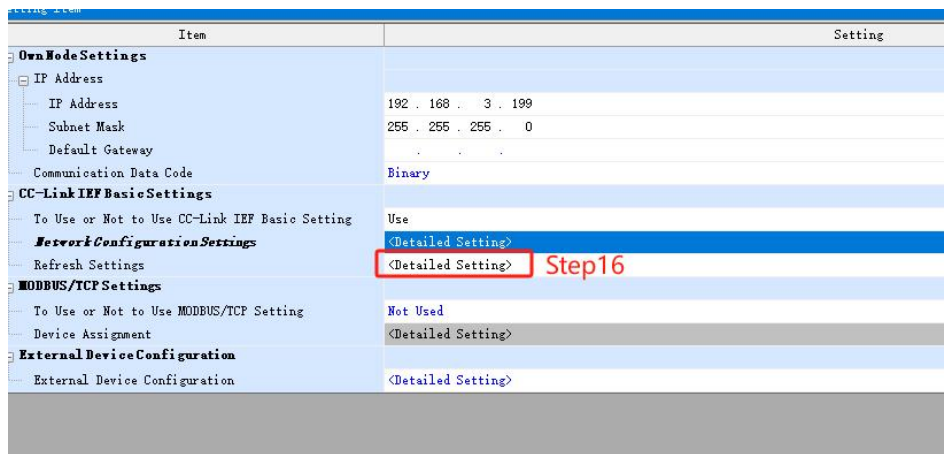 Setting Item
Item Setting
OwnNodeSettings
IP Address
IP Address 192 . 168 . 3 . 199
Subnet Mask 255 . 255 . 255 . 0
Default Gateway . . .
Communication Data Code Binary
CC-Link IEF Basic Settings
To Use or Not to Use CC-Link IEF Basic Setting Use
Network Configuration Settings <Detailed Setting>
Refresh Settings <Detailed Setting> Step16
MODBUS/TCP Settings
To Use or Not to Use MODBUS/TCP Setting Not Used
Device Assignment <Detailed Setting>
External Device Configuration
External Device Configuration <Detailed Setting>